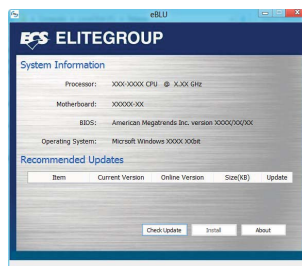 eBLU
ECS ELITEGROUP
System Information
Processor: XXX-XXXX CPU @ X.XX GHz
Motherboard: XXXXX-XX
BIOS: American Megatrends Inc. version XXXX/XX/XX
Operating System: Micrsoft Windows XXXX XXbit
Recommended Updates
Item Current Version Online Version Size(KB) Update
Check Update Install About